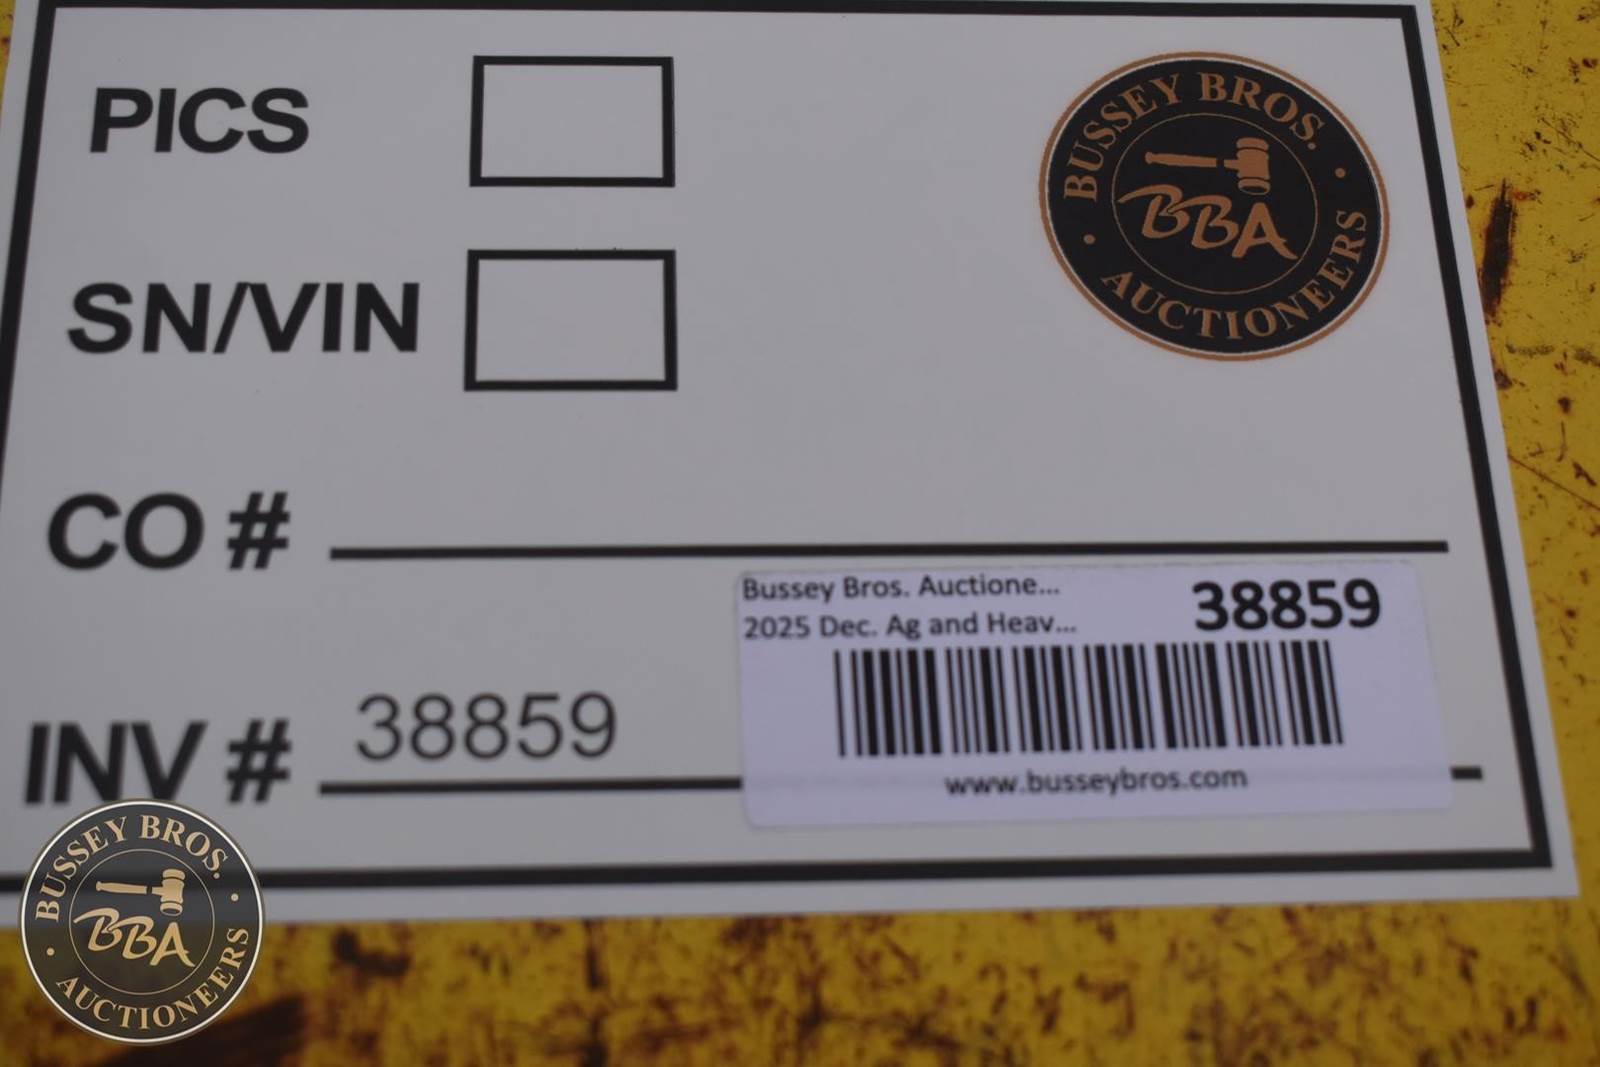 PICS
BUSSEY BROS.
BBA
AUCTIONEERS
SN/VIN
CO #
Bussey Bros. Auctione...
38859
2025 Dec. Ag and Heav...
INV # 38859
www.busseybros.com
BUSSEY BROS.
BBA
AUCTIONEERS